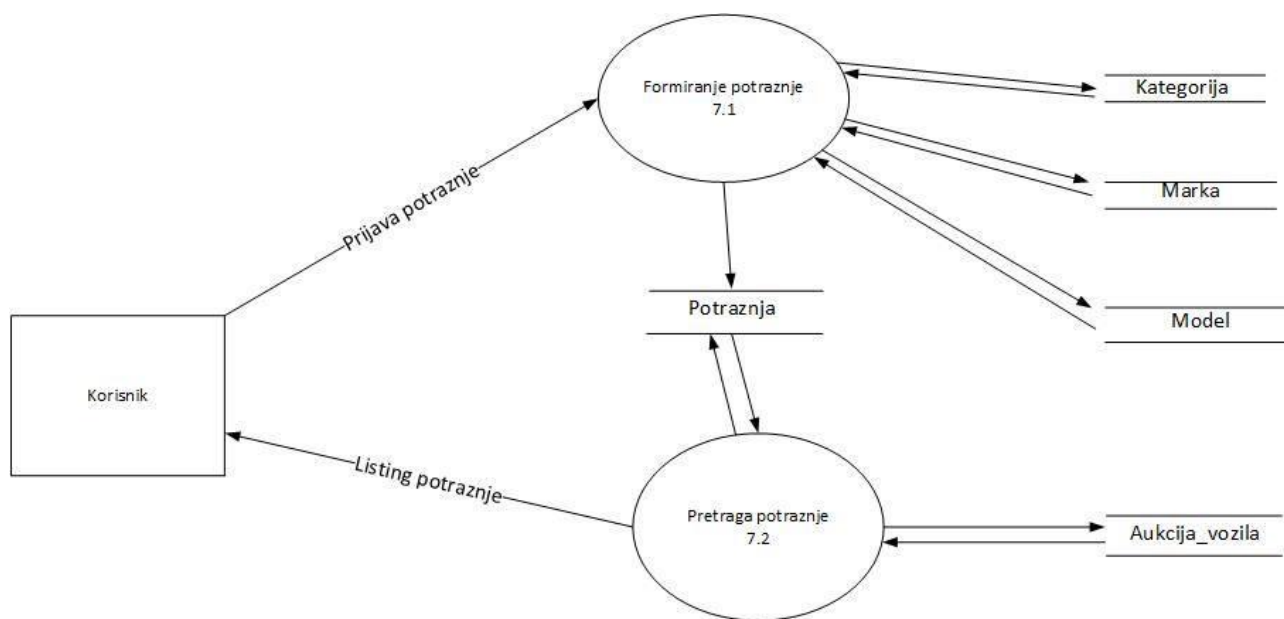 Formiranje potraznje
7.1
Kategorija
Marka
Prijava potraznje
Potraznja
Model
Korisnik
Listing potraznje
Pretraga potraznje
7.2
Aukcija_vozila